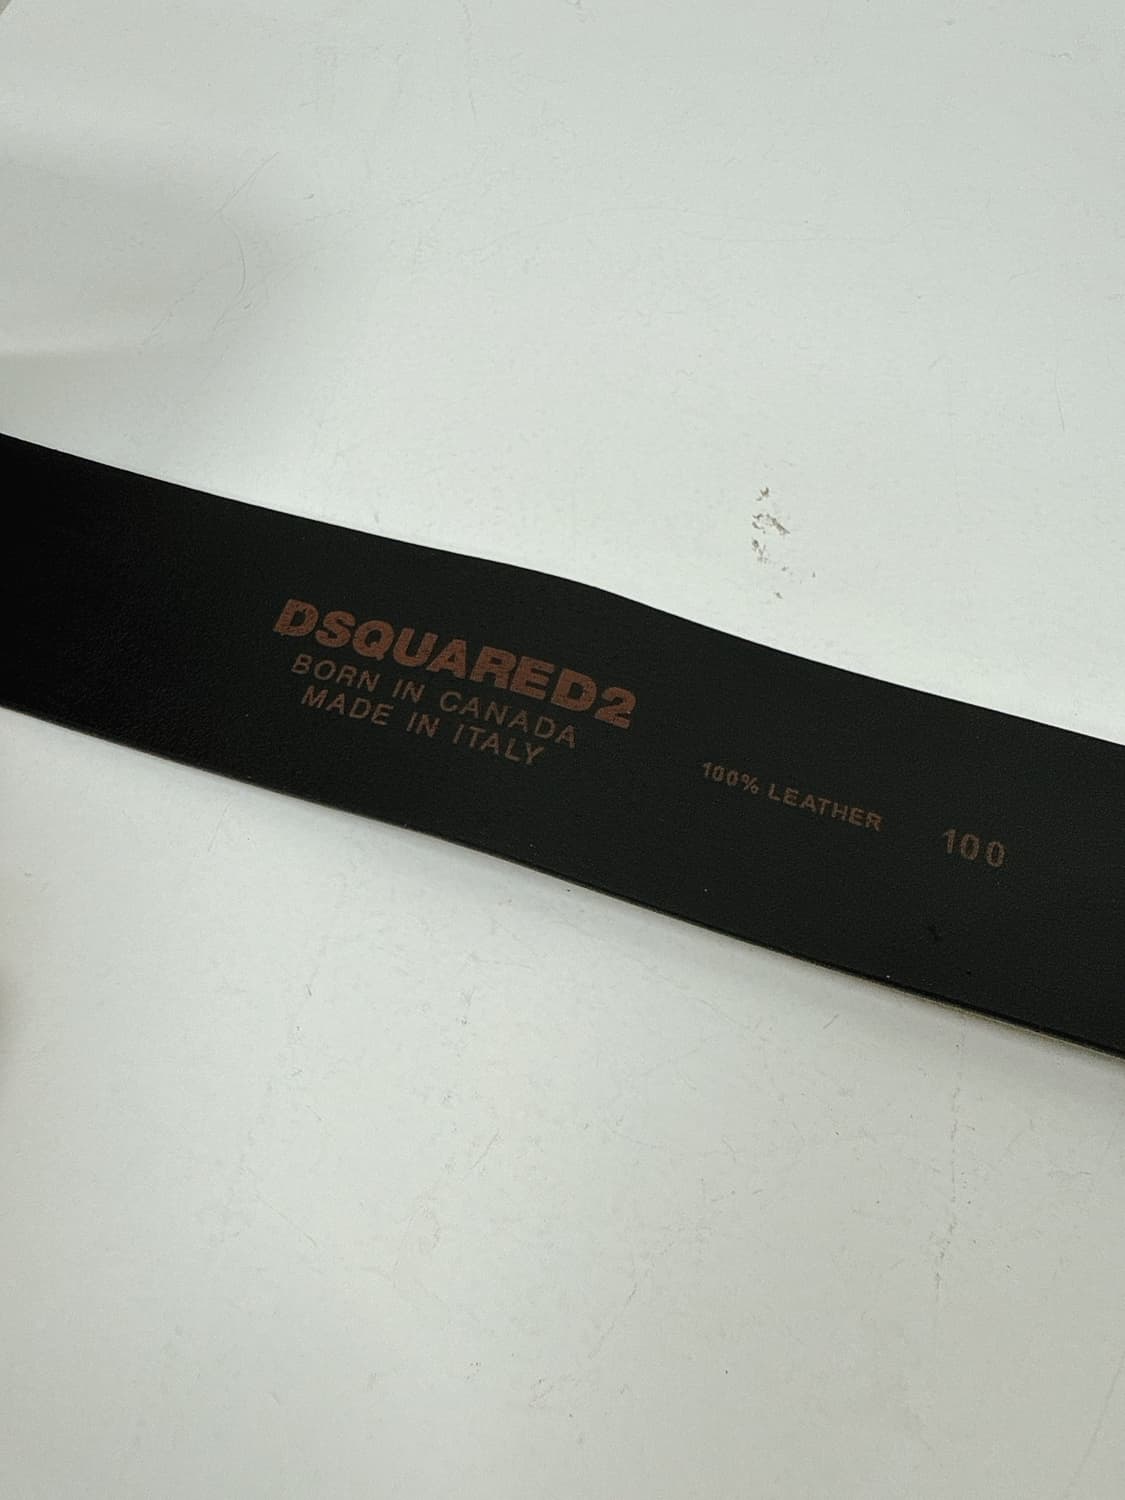 DSQUARED2
BORN IN CANADA
MADE IN ITALY
100% LEATHER
100